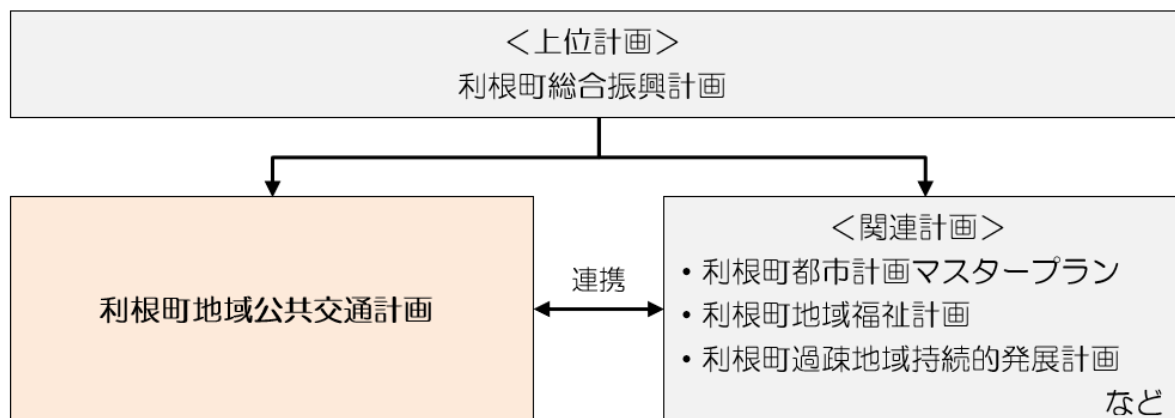 ＜上位計画＞
利根町総合振興計画
利根町地域公共交通計画
連携
＜関連計画＞
・利根町都市計画マスタープラン
・利根町地域福祉計画
・利根町過疎地域持続的発展計画
など